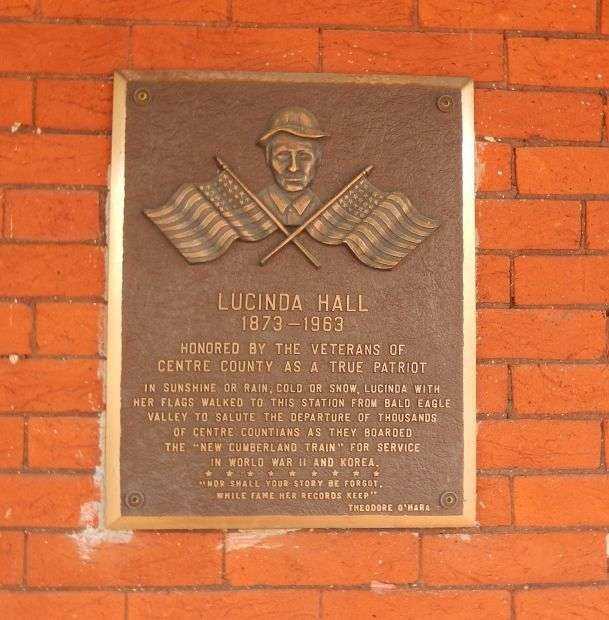 LUCINDA HALL
1873–1963
HONORED BY THE VETERANS OF
CENTRE COUNTY AS A TRUE PATRIOT
IN SUNSHINE OR RAIN, COLD OR SNOW, LUCINDA WITH
HER FLAGS WALKED TO THIS STATION FROM BALD EAGLE
VALLEY TO SALUTE THE DEPARTURE OF THOUSANDS
OF CENTRE COUNTIANS AS THEY BOARDED
THE "NEW CUMBERLAND TRAIN" FOR SERVICE
IN WORLD WAR II AND KOREA.
"NOR SHALL YOUR STORY BE FORGOT,
WHILE FAME HER RECORDS KEEP"
THEODORE O'HARA